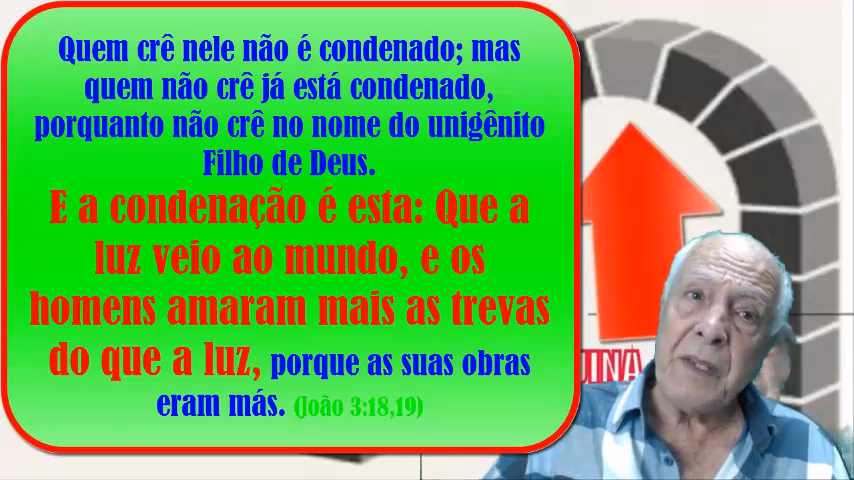 Quem crê nele não é condenado; mas
quem não crê já está condenado,
porquanto não crê no nome do unigênito
Filho de Deus.
E a condenação é esta: Que a
luz veio ao mundo, e os
homens amaram mais as trevas
do que a luz, porque as suas obras
eram más. (João 3:18,19)
UINA